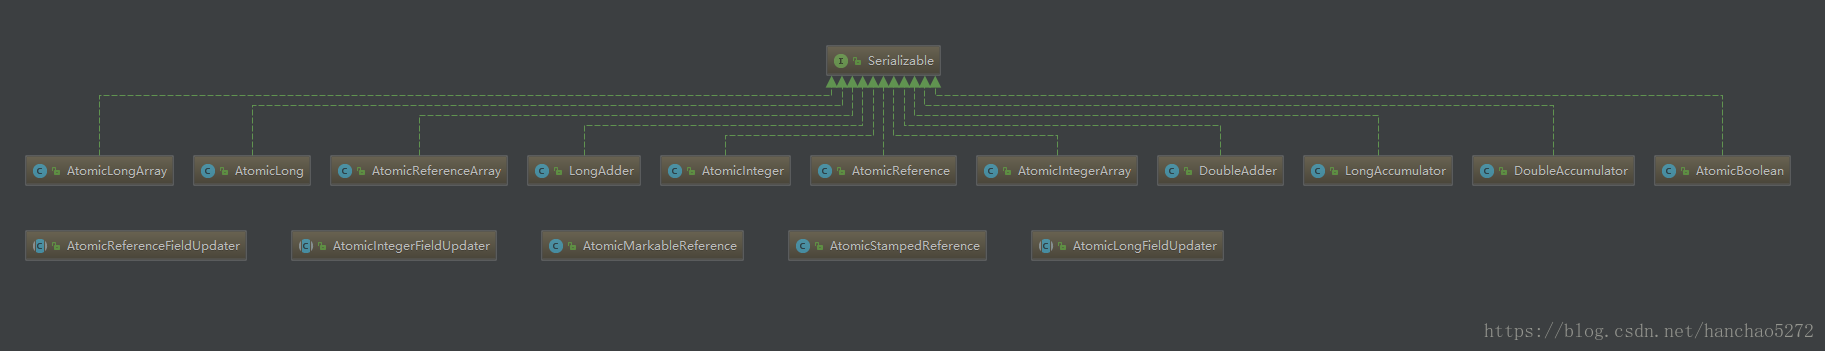 Serializable
AtomicLongArray AtomicLong AtomicReferenceArray LongAdder AtomicInteger AtomicReference AtomicIntegerArray DoubleAdder LongAccumulator DoubleAccumulator AtomicBoolean
AtomicReferenceFieldUpdater AtomicIntegerFieldUpdater AtomicMarkableReference AtomicStampedReference AtomicLongFieldUpdater
https://blog.csdn.net/hanchao5272